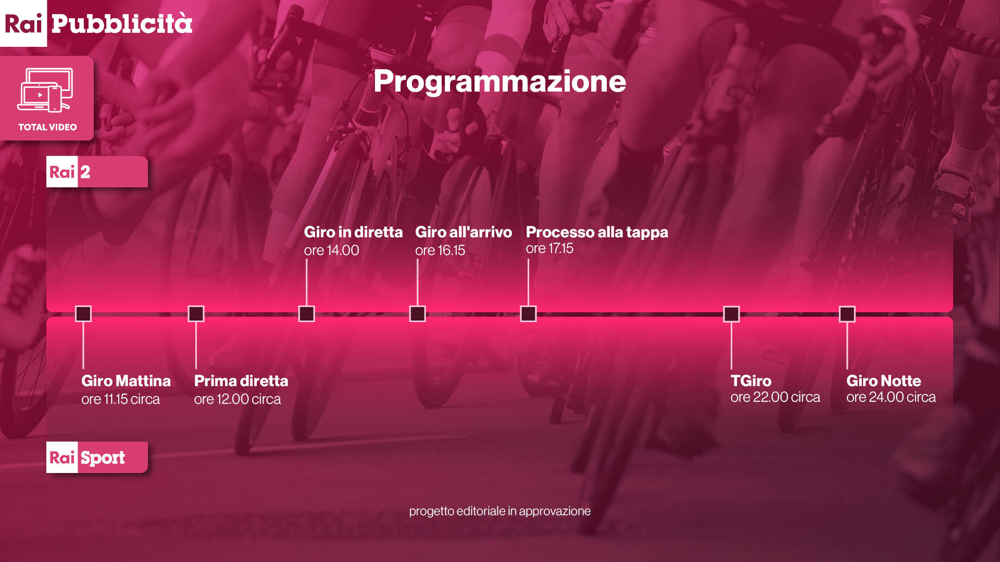 Rai Pubblicità
TOTAL VIDEO
Programmazione
Rai 2
Giro in diretta
ore 14.00
Giro all'arrivo
ore 16.15
Processo alla tappa
ore 17.15
Giro Mattina
ore 11.15 circa
Prima diretta
ore 12.00 circa
TGiro
ore 22.00 circa
Giro Notte
ore 24.00 circa
Rai Sport
progetto editoriale in approvazione